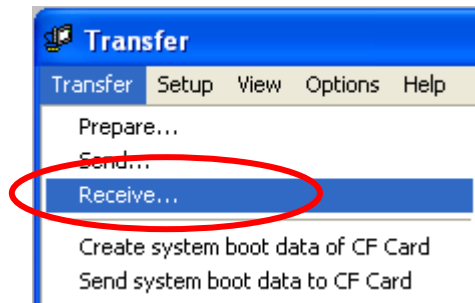 Transfer
Transfer Setup View Options Help
Prepare...
Send...
Receive...
Create system boot data of CF Card
Send system boot data to CF Card